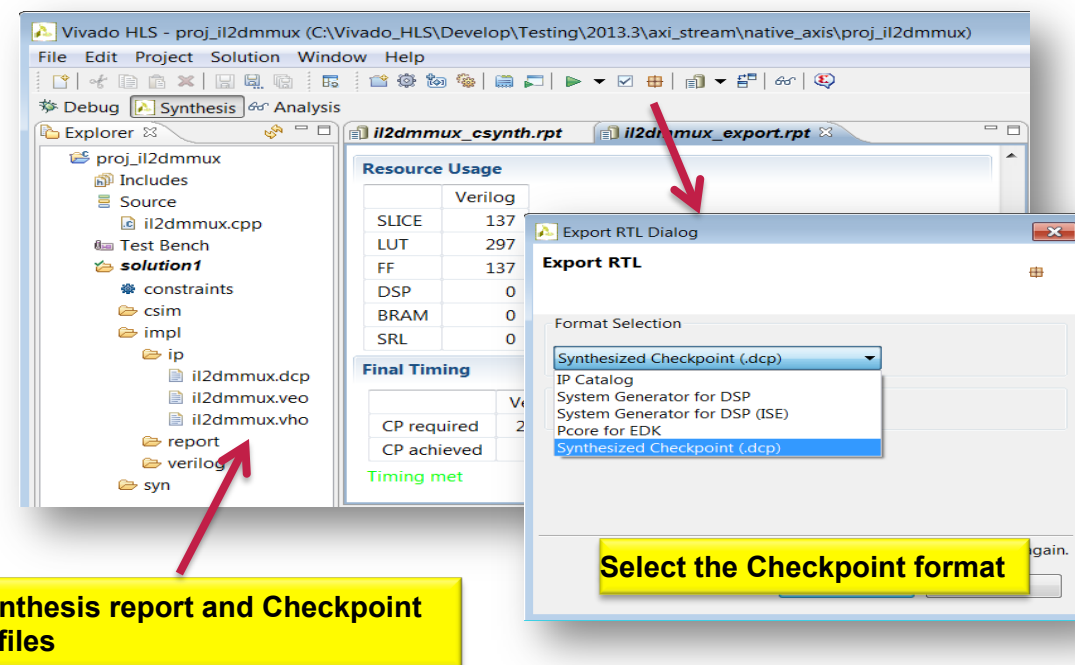 Vivado HLS - proj_il2dmmux (C:\Vivado_HLS\Develop\Testing\2013.3\axi_stream\native_axis\proj_il2dmmux)
File Edit Project Solution Window Help
Debug Synthesis Analysis
Explorer
proj_il2dmmux
Includes
Source
il2dmmux.cpp
Test Bench
solution1
constraints
csim
impl
ip
il2dmmux.dcp
il2dmmux.veo
il2dmmux.vho
report
verilog
syn
il2dmmux_csynth.rpt
il2dmmux_export.rpt
Resource Usage
Verilog
SLICE 137
LUT 297
FF 137
DSP 0
BRAM 0
SRL 0
Final Timing
CP required 2
CP achieved
Timing met
Export RTL Dialog
Export RTL
Format Selection
Synthesized Checkpoint (.dcp)
IP Catalog
System Generator for DSP
System Generator for DSP (ISE)
Pcore for EDK
Synthesized Checkpoint (.dcp)
Select the Checkpoint format
nthesis report and Checkpoint
files